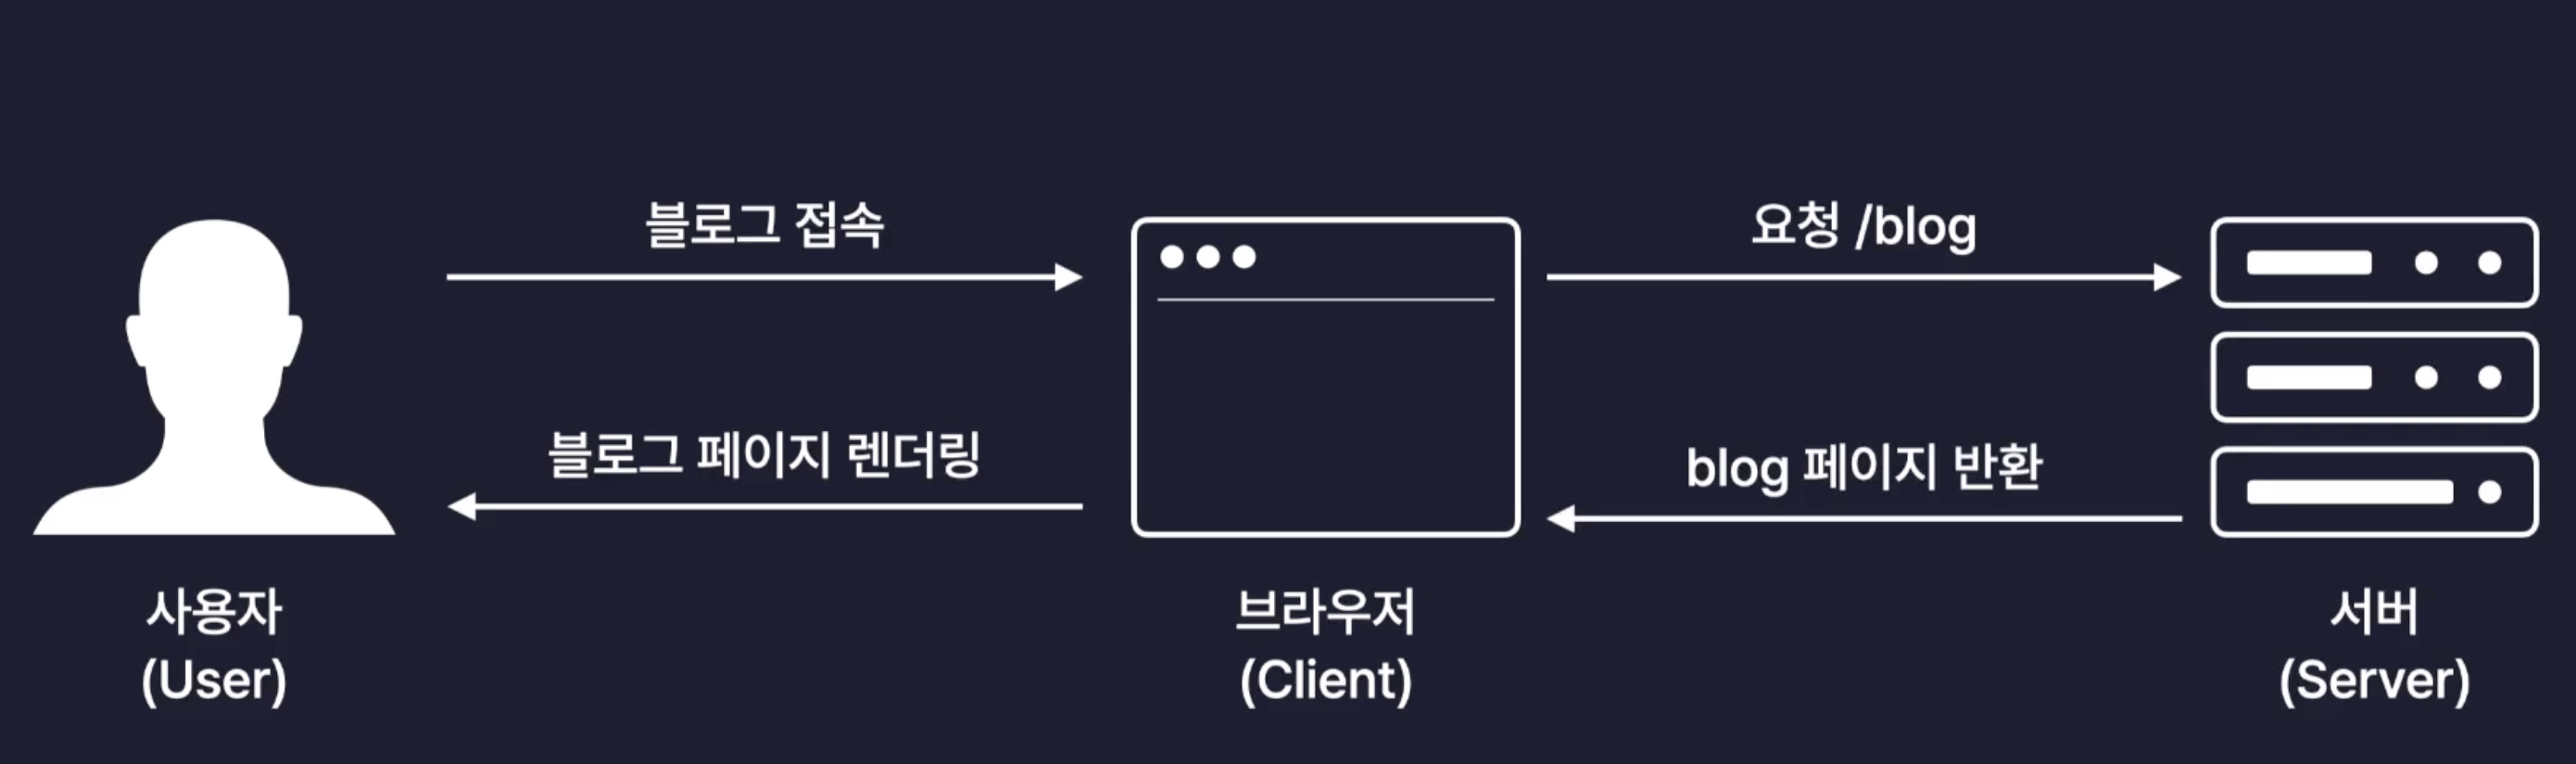 블로그 접속
요청 /blog
블로그 페이지 렌더링
blog 페이지 반환
사용자
(User)
브라우저
(Client)
서버
(Server)